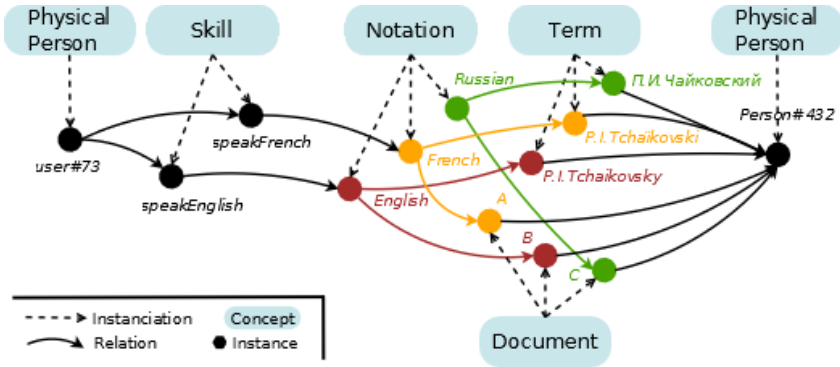 Physical
Person
Skill
Notation
Term
Physical
Person
Russian
П.И.Чайковский
Person#432
speakFrench
user#73
French
P.I.Tchaïkovski
speakEnglish
English
P.I.Tchaikovsky
A
B
C
Instanciation
Concept
Relation
Instance
Document